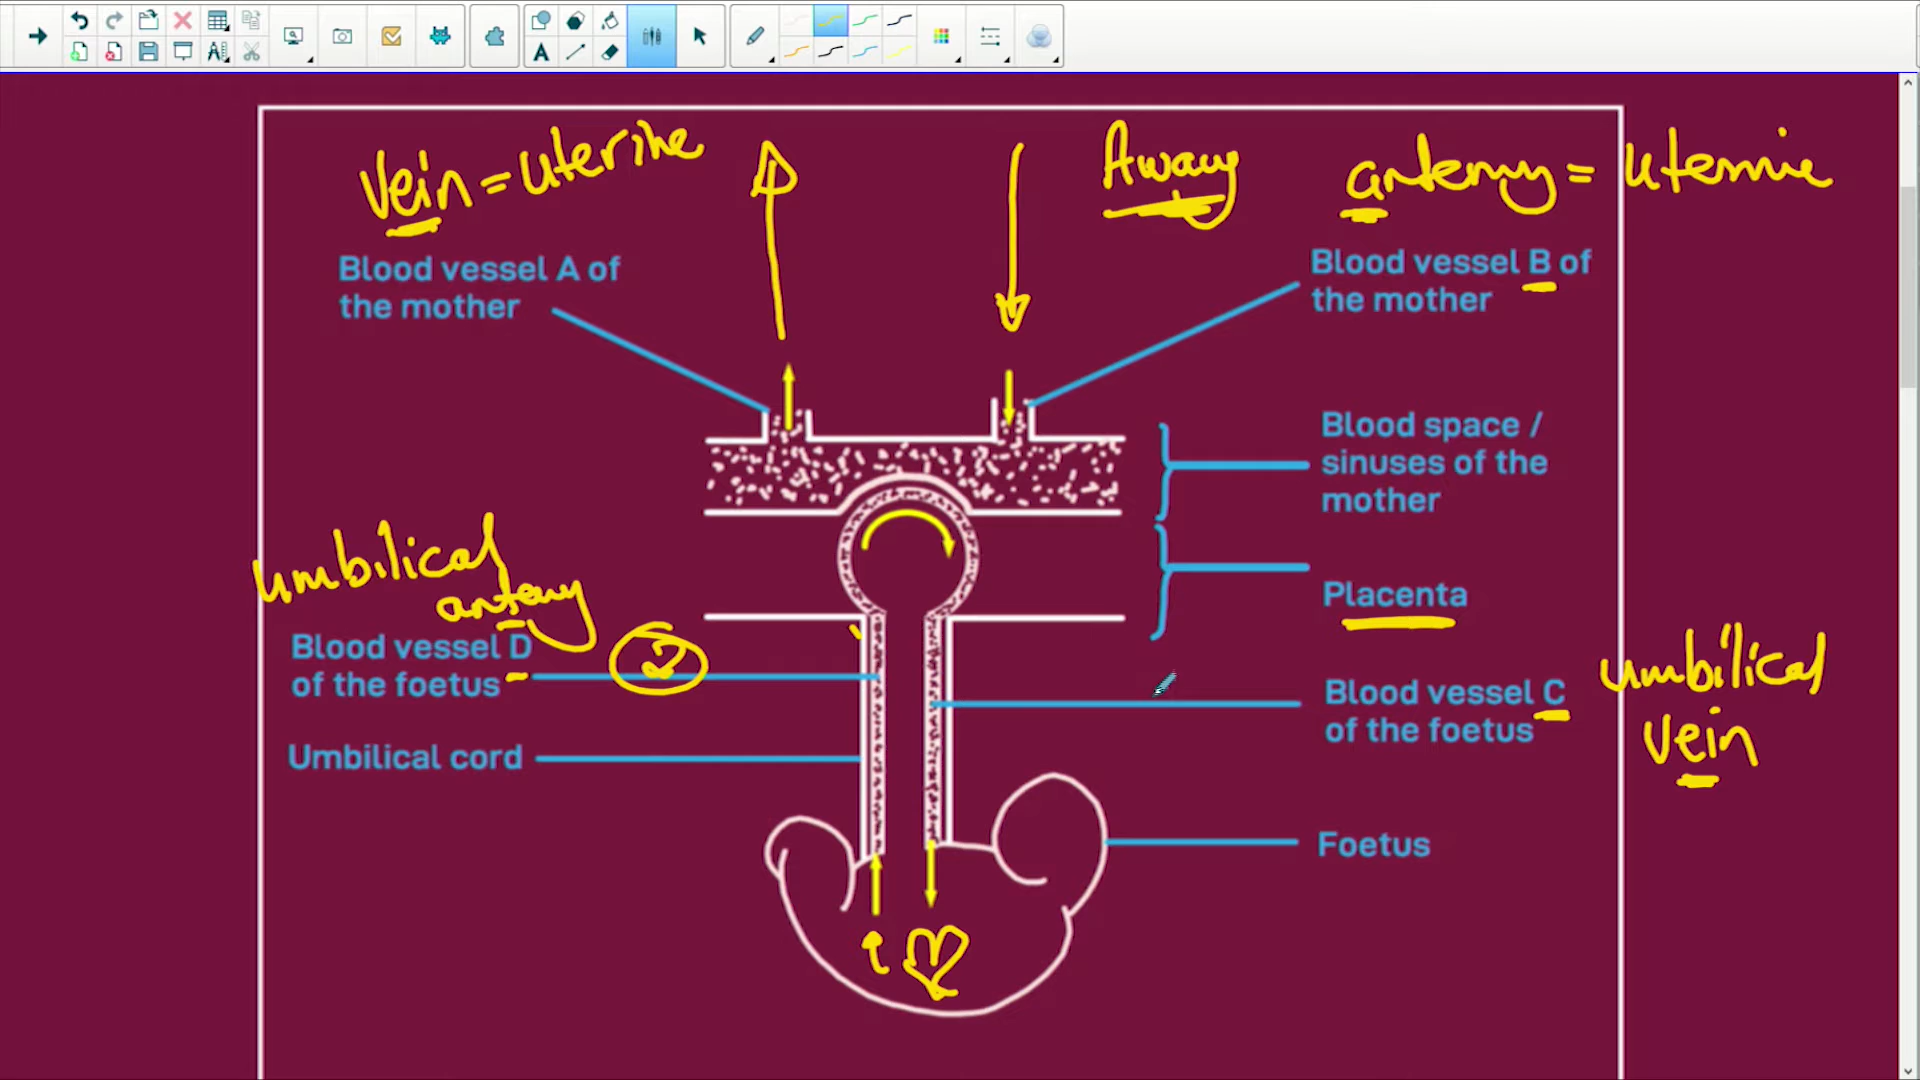 vein = uterine
Away
artery = uterine
Blood vessel A of
the mother
Blood vessel B of
the mother
Blood space /
sinuses of the
mother
umbilical
artery
Placenta
Blood vessel D
of the foetus
2
Blood vessel C
of the foetus
umbilical
vein
Umbilical cord
Foetus